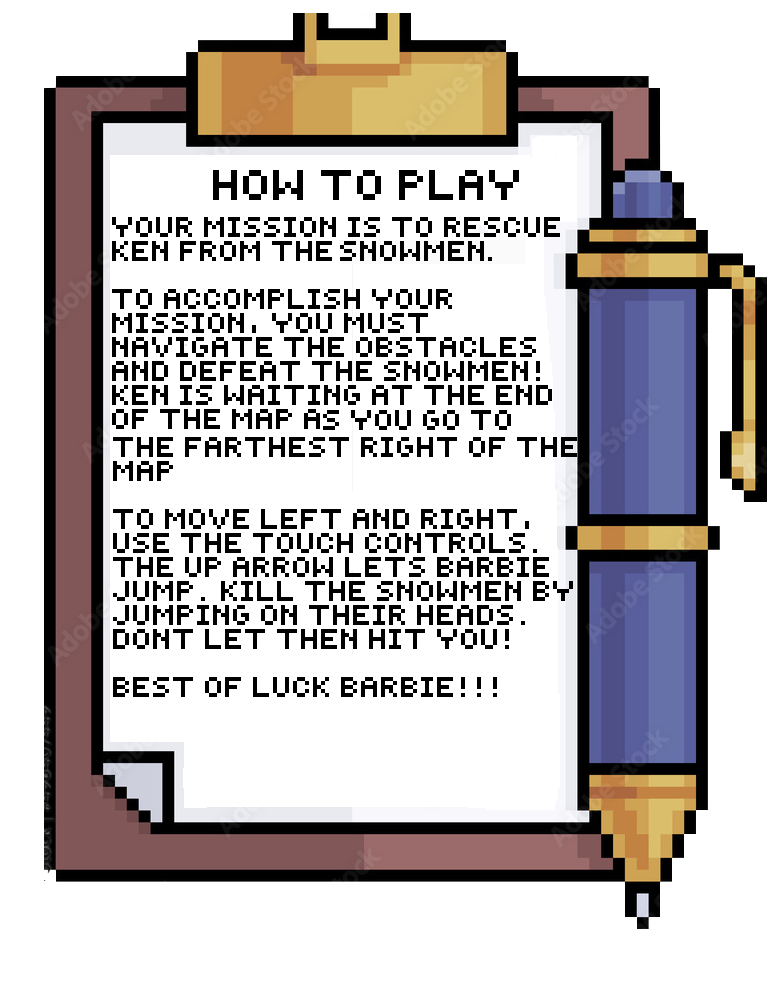 HOW TO PLAY
YOUR MISSION IS TO RESCUE
KEN FROM THE SNOWMEN.
TO ACCOMPLISH YOUR
MISSION, YOU MUST
NAVIGATE THE OBSTACLES
AND DEFEAT THE SNOWMEN!
KEN IS WAITING AT THE END
OF THE MAP AS YOU GO TO
THE FARTHEST RIGHT OF THE
MAP
TO MOVE LEFT AND RIGHT,
USE THE TOUCH CONTROLS.
THE UP ARROW LETS BARBIE
JUMP. KILL THE SNOWMEN BY
JUMPING ON THEIR HEADS.
DONT LET THEN HIT YOU!
BEST OF LUCK BARBIE!!!
Adobe Stock